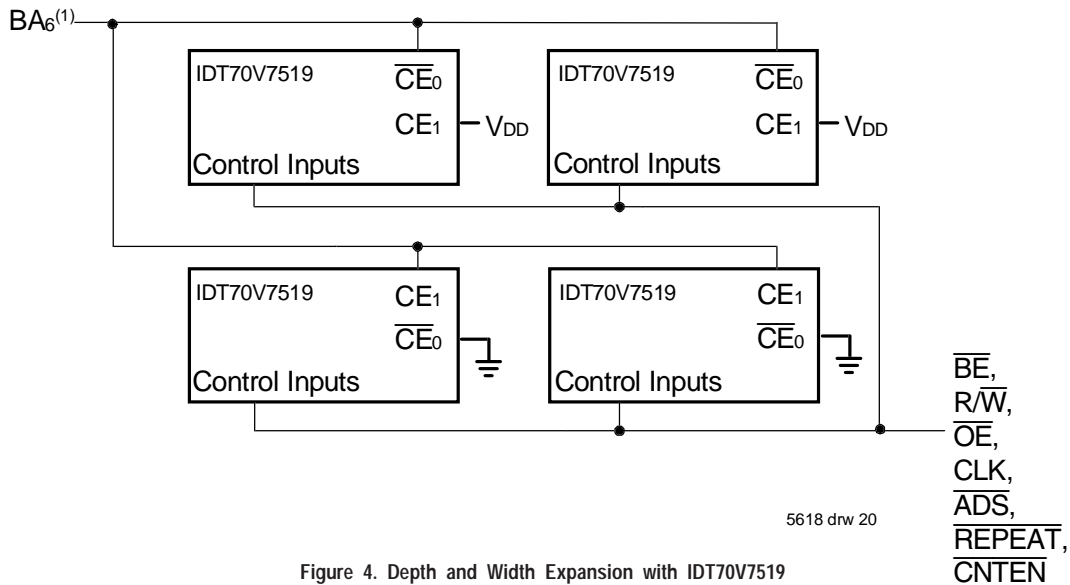 BA6(1)
IDT70V7519
CE0
CE1
VDD
Control Inputs
IDT70V7519
CE0
CE1
VDD
Control Inputs
IDT70V7519
CE1
CE0
Control Inputs
IDT70V7519
CE1
CE0
Control Inputs
BE,
R/W,
OE,
CLK,
ADS,
REPEAT,
CNTEN
5618 drw 20
Figure 4. Depth and Width Expansion with IDT70V7519